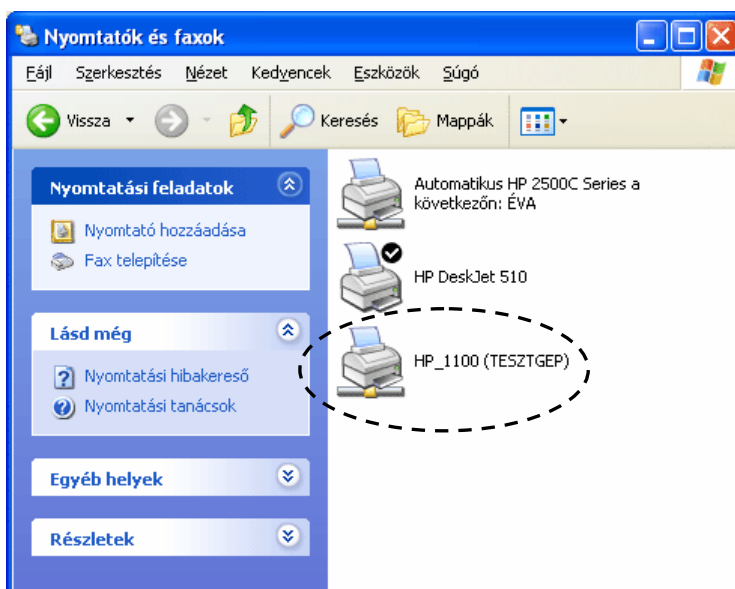 Nyomtatók és faxok
Fájl Szerkesztés Nézet Kedvencek Eszközök Súgó
Vissza Keresés Mappák
Nyomtatási feladatok
Nyomtató hozzáadása
Fax telepítése
Lásd még
Nyomtatási hibakereső
Nyomtatási tanácsok
Egyéb helyek
Részletek
Automatikus HP 2500C Series a
következőn: ÉVA
HP DeskJet 510
HP_1100 (TESZTGEP)